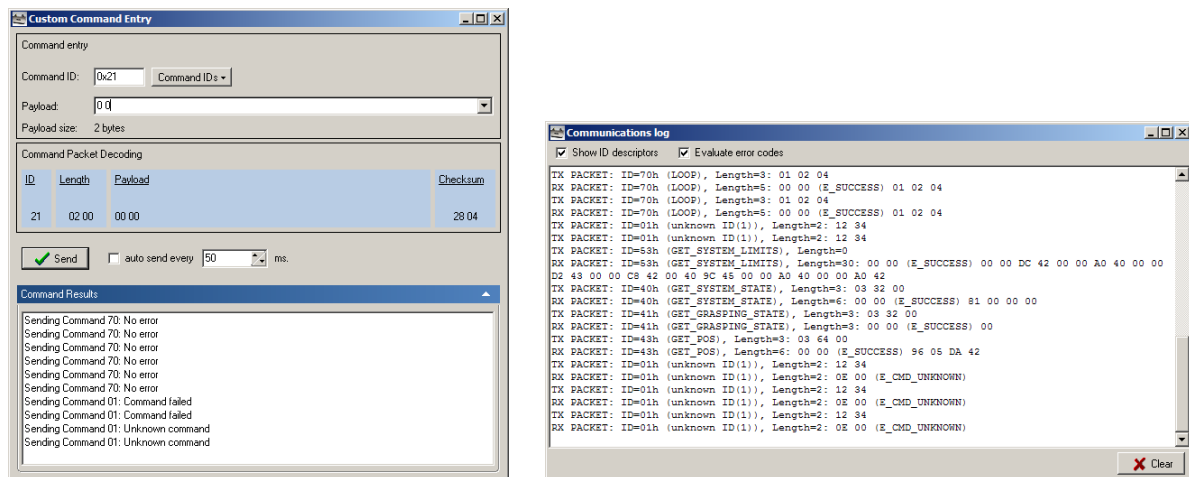 Custom Command Entry
Command entry
Command ID: 0x21 Command IDs
Payload: 0 0
Payload size: 2 bytes
Command Packet Decoding
ID Length Payload Checksum
21 02 00 00 00 28 04
Send auto send every 50 ms.
Command Results
Sending Command 70: No error
Sending Command 70: No error
Sending Command 70: No error
Sending Command 70: No error
Sending Command 70: No error
Sending Command 70: No error
Sending Command 01: Command failed
Sending Command 01: Command failed
Sending Command 01: Unknown command
Sending Command 01: Unknown command
Communications log
Show ID descriptors Evaluate error codes
TX PACKET: ID=70h (LOOP), Length=3: 01 02 04
RX PACKET: ID=70h (LOOP), Length=5: 00 00 (E_SUCCESS) 01 02 04
TX PACKET: ID=70h (LOOP), Length=3: 01 02 04
RX PACKET: ID=70h (LOOP), Length=5: 00 00 (E_SUCCESS) 01 02 04
TX PACKET: ID=01h (unknown ID(1)), Length=2: 12 34
TX PACKET: ID=01h (unknown ID(1)), Length=2: 12 34
TX PACKET: ID=53h (GET_SYSTEM_LIMITS), Length=0
RX PACKET: ID=53h (GET_SYSTEM_LIMITS), Length=30: 00 00 (E_SUCCESS) 00 00 DC 42 00 00 A0 40 00 00
D2 43 00 00 C8 42 00 40 9C 45 00 00 A0 40 00 00 A0 42
TX PACKET: ID=40h (GET_SYSTEM_STATE), Length=3: 03 32 00
RX PACKET: ID=40h (GET_SYSTEM_STATE), Length=6: 00 00 (E_SUCCESS) 81 00 00 00
TX PACKET: ID=41h (GET_GRASPING_STATE), Length=3: 03 32 00
RX PACKET: ID=41h (GET_GRASPING_STATE), Length=3: 00 00 (E_SUCCESS) 00
TX PACKET: ID=43h (GET_POS), Length=3: 03 64 00
RX PACKET: ID=43h (GET_POS), Length=6: 00 00 (E_SUCCESS) 96 05 DA 42
TX PACKET: ID=01h (unknown ID(1)), Length=2: 12 34
RX PACKET: ID=01h (unknown ID(1)), Length=2: 0E 00 (E_CMD_UNKNOWN)
TX PACKET: ID=01h (unknown ID(1)), Length=2: 12 34
RX PACKET: ID=01h (unknown ID(1)), Length=2: 0E 00 (E_CMD_UNKNOWN)
TX PACKET: ID=01h (unknown ID(1)), Length=2: 12 34
RX PACKET: ID=01h (unknown ID(1)), Length=2: 0E 00 (E_CMD_UNKNOWN)
Clear